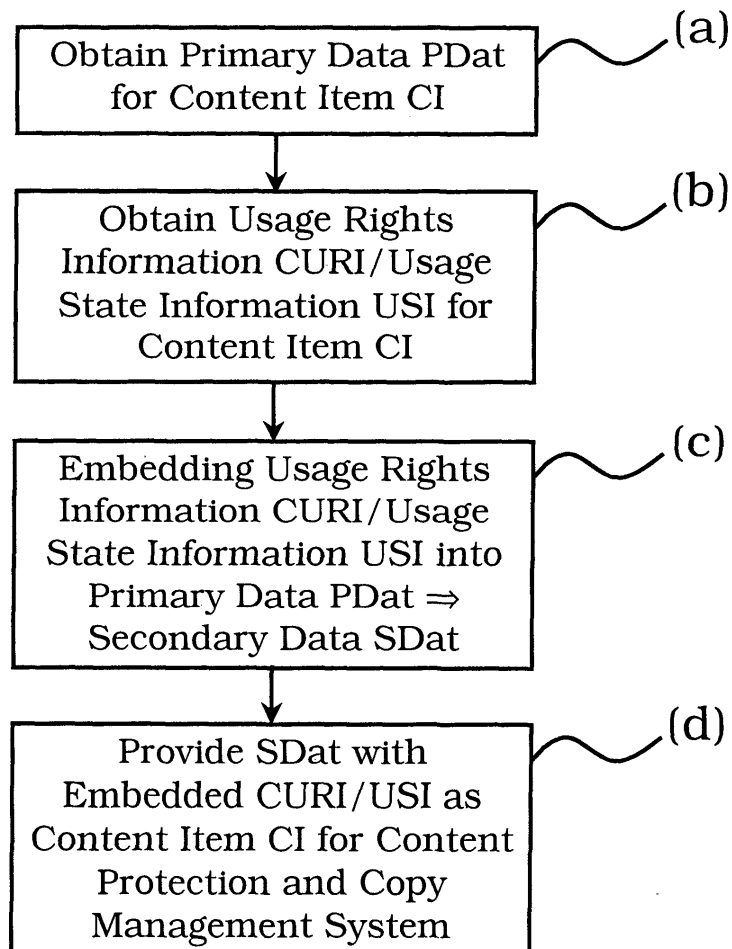 Obtain Primary Data PDat
for Content Item CI
(a)
Obtain Usage Rights
Information CURI/Usage
State Information USI for
Content Item CI
(b)
Embedding Usage Rights
Information CURI/Usage
State Information USI into
Primary Data PDat ⇒
Secondary Data SDat
(c)
Provide SDat with
Embedded CURI/USI as
Content Item CI for Content
Protection and Copy
Management System
(d)